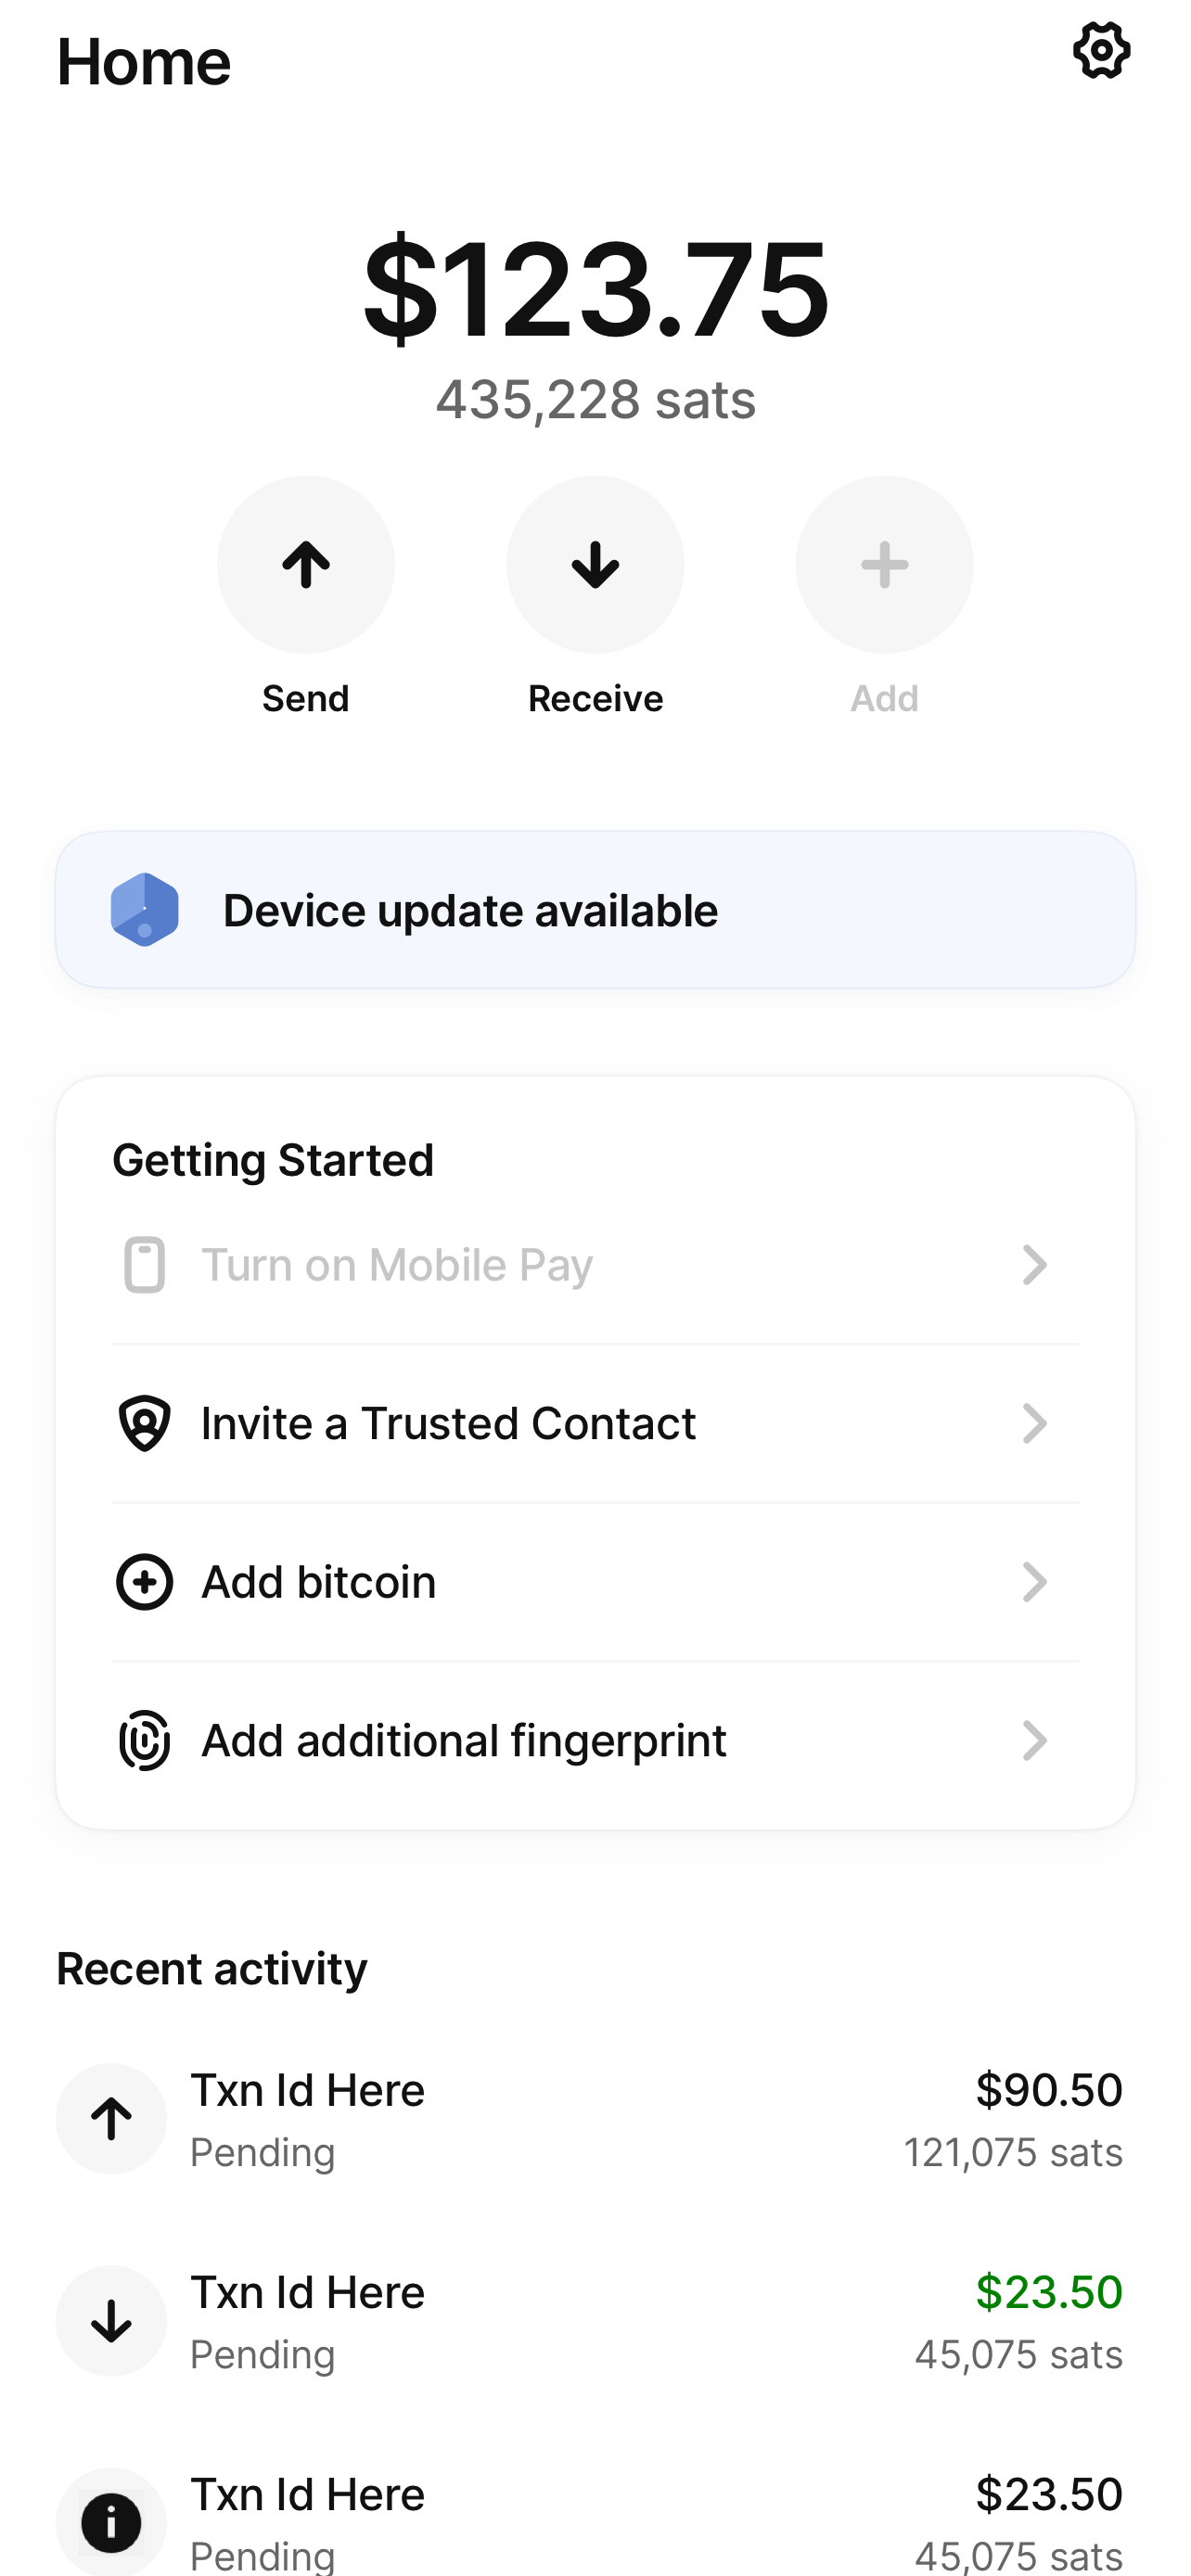 Home
$123.75
435,228 sats
Send
Receive
Add
Device update available
Getting Started
Turn on Mobile Pay
Invite a Trusted Contact
Add bitcoin
Add additional fingerprint
Recent activity
Txn Id Here
$90.50
Pending
121,075 sats
Txn Id Here
$23.50
Pending
45,075 sats
Txn Id Here
$23.50
Pending
45,075 sats